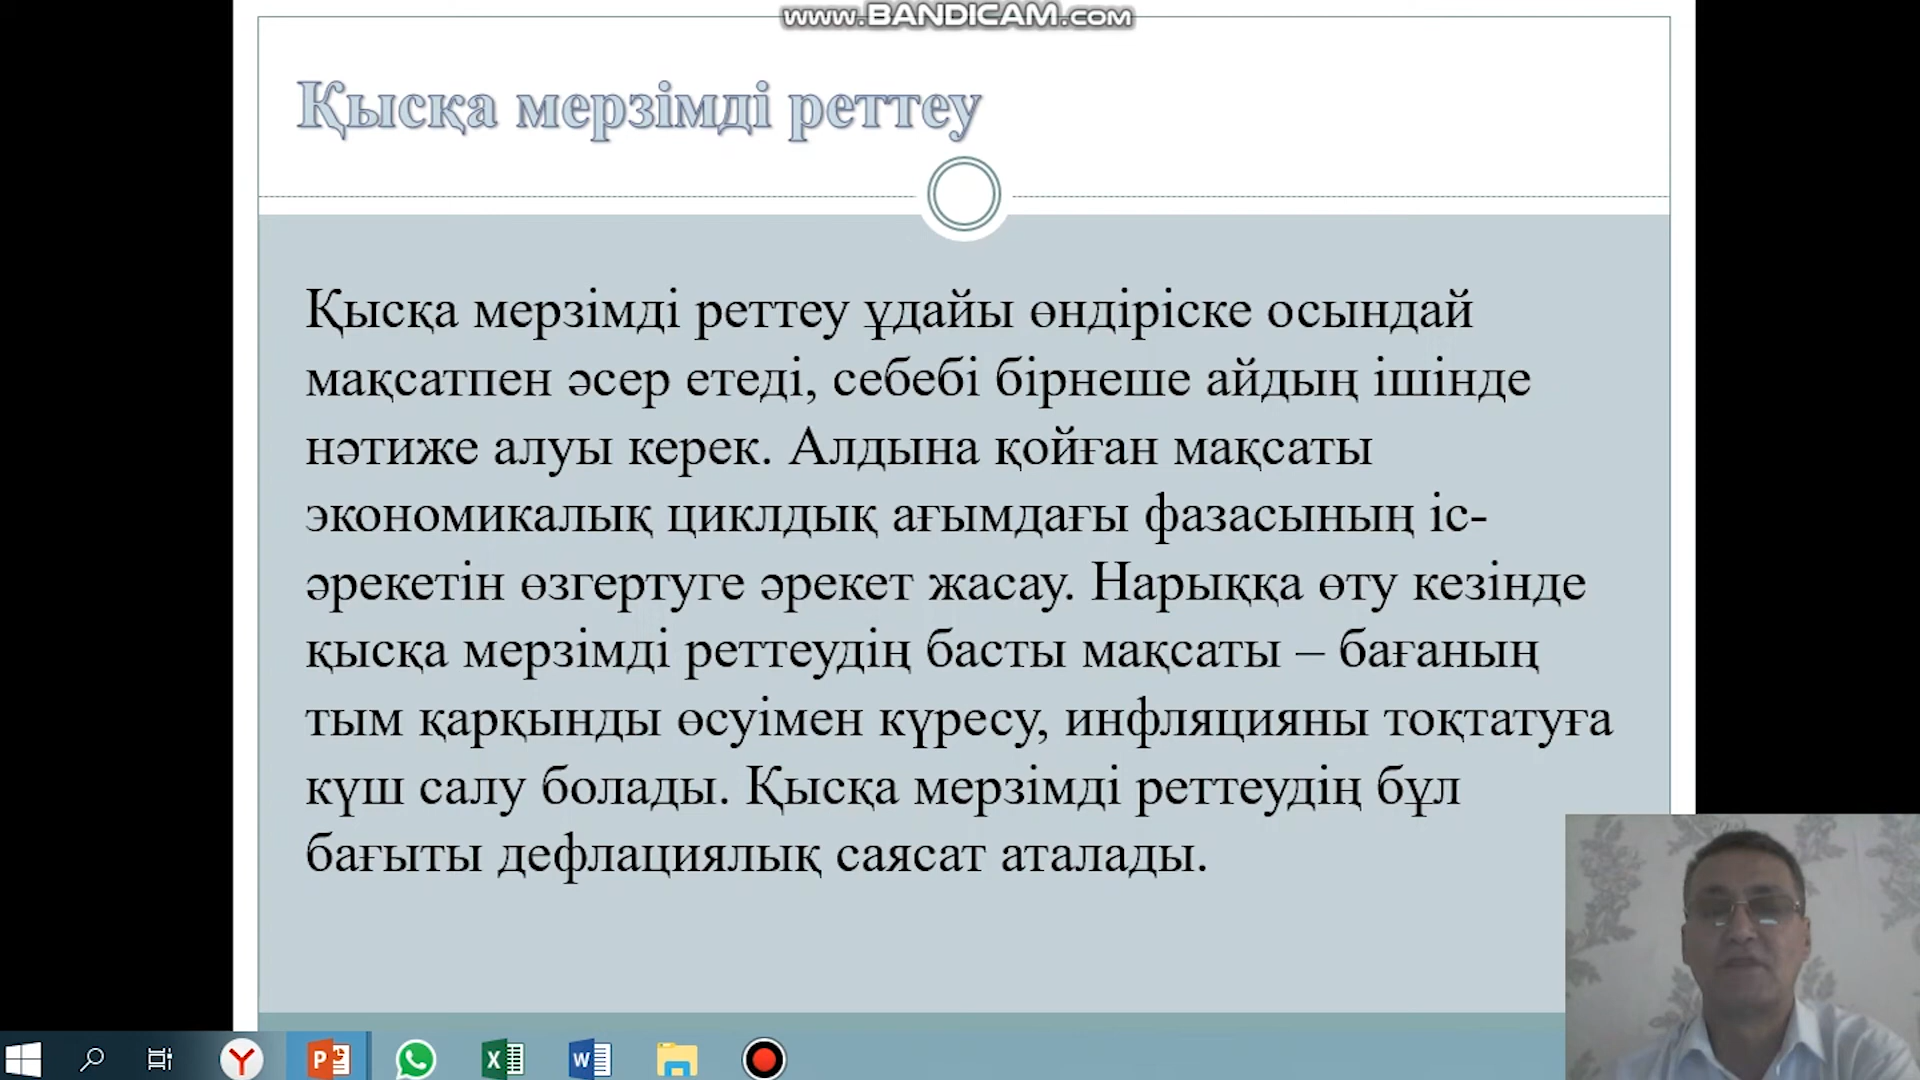 www.BANDICAM.com
Қысқа мерзімді реттеу
Қысқа мерзімді реттеу ұдайы өндіріске осындай
мақсатпен әсер етеді, себебі бірнеше айдың ішінде
нәтиже алуы керек. Алдына қойған мақсаты
экономикалық циклдық ағымдағы фазасының іс-
әрекетін өзгертуге әрекет жасау. Нарыққа өту кезінде
қысқа мерзімді реттеудің басты мақсаты – бағаның
тым қарқынды өсуімен күресу, инфляцияны тоқтатуға
күш салу болады. Қысқа мерзімді реттеудің бұл
бағыты дефлациялық саясат аталады.